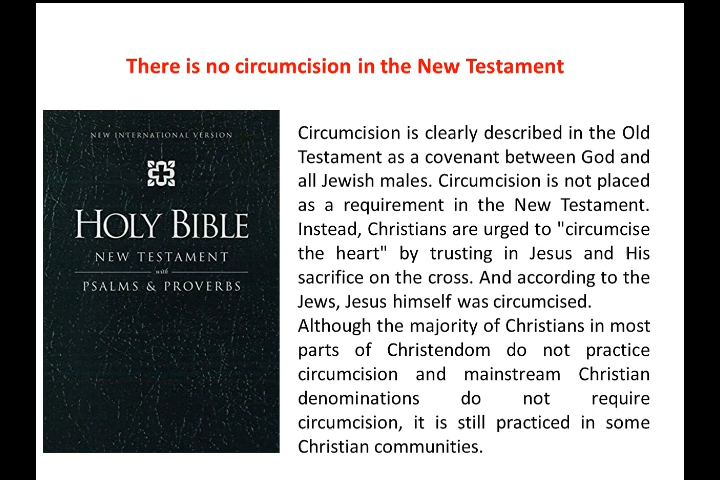 There is no circumcision in the New Testament
NEW INTERNATIONAL VERSION
HOLY BIBLE
NEW TESTAMENT
with
PSALMS & PROVERBS
Circumcision is clearly described in the Old
Testament as a covenant between God and
all Jewish males. Circumcision is not placed
as a requirement in the New Testament.
Instead, Christians are urged to "circumcise
the heart" by trusting in Jesus and His
sacrifice on the cross. And according to the
Jews, Jesus himself was circumcised.
Although the majority of Christians in most
parts of Christendom do not practice
circumcision and mainstream Christian
denominations do not require
circumcision, it is still practiced in some
Christian communities.